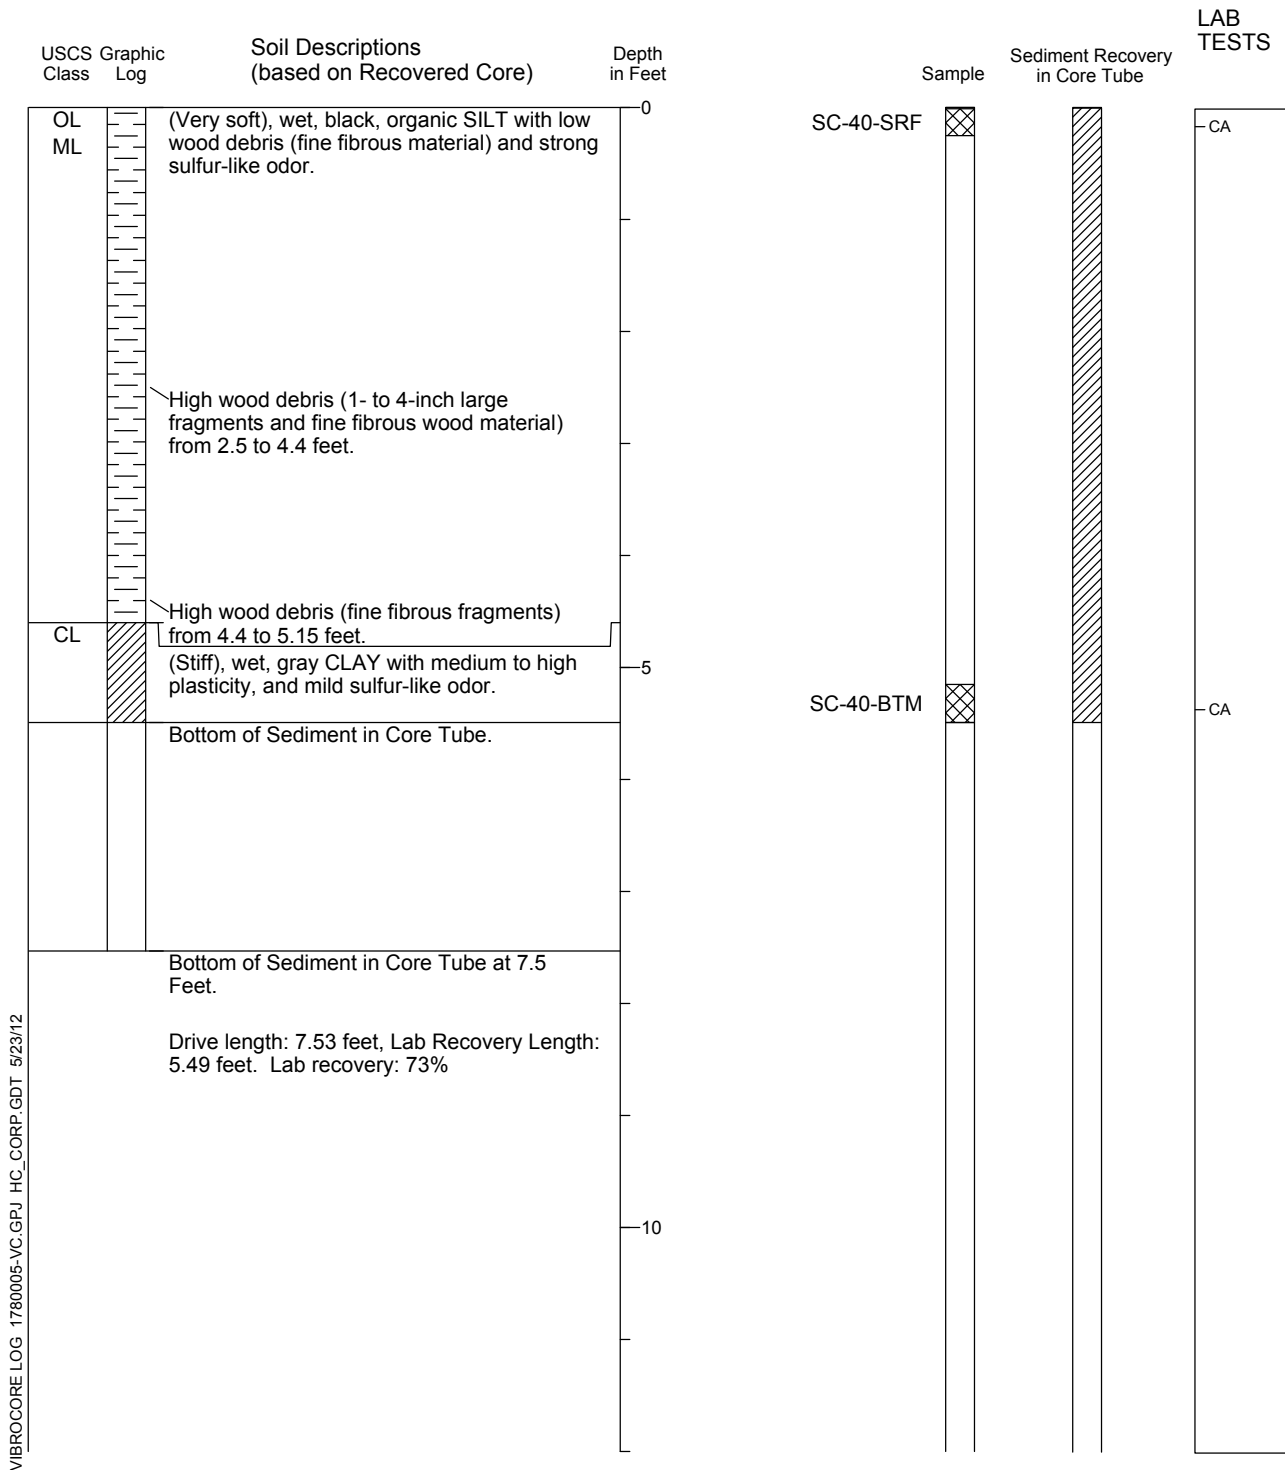 LAB
TESTS
USCS Graphic
Class Log
Soil Descriptions
(based on Recovered Core)
Depth
in Feet
Sample
Sediment Recovery
in Core Tube
0
OL
ML
(Very soft), wet, black, organic SILT with low
wood debris (fine fibrous material) and strong
sulfur-like odor.
SC-40-SRF
CA
High wood debris (1- to 4-inch large
fragments and fine fibrous wood material)
from 2.5 to 4.4 feet.
High wood debris (fine fibrous fragments)
from 4.4 to 5.15 feet.
CL
(Stiff), wet, gray CLAY with medium to high
plasticity, and mild sulfur-like odor.
5
SC-40-BTM
CA
Bottom of Sediment in Core Tube.
Bottom of Sediment in Core Tube at 7.5
Feet.
Drive length: 7.53 feet, Lab Recovery Length:
5.49 feet. Lab recovery: 73%
10
VIBROCORE LOG 1780005-VC.GPJ HC_CORP.GDT 5/23/12